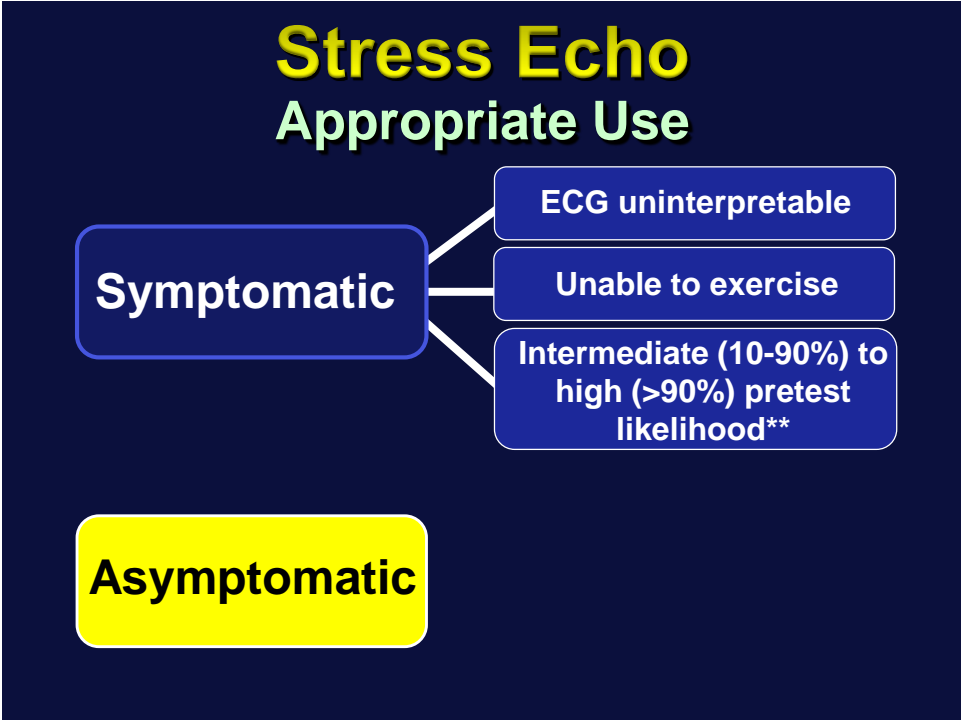 Stress Echo
Appropriate Use
Symptomatic
ECG uninterpretable
Unable to exercise
Intermediate (10-90%) to
high (>90%) pretest
likelihood**
Asymptomatic